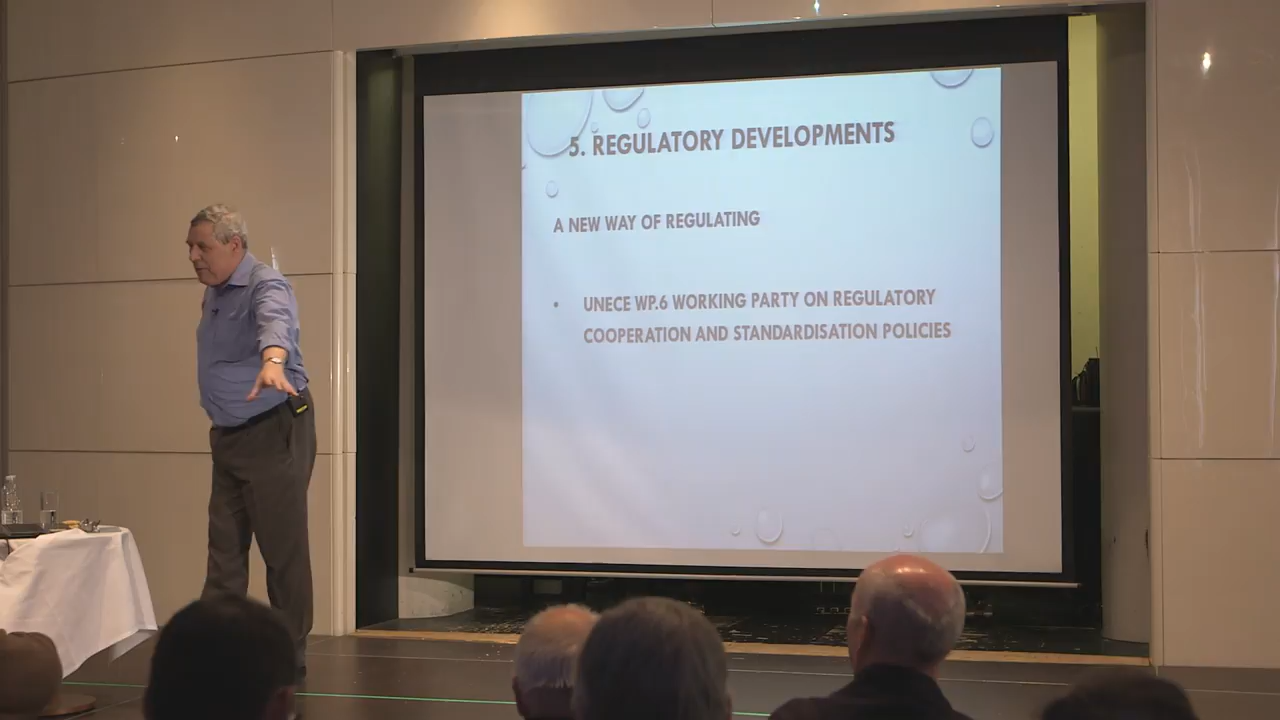 5. REGULATORY DEVELOPMENTS
A NEW WAY OF REGULATING
• UNECE WP.6 WORKING PARTY ON REGULATORY
COOPERATION AND STANDARDISATION POLICIES